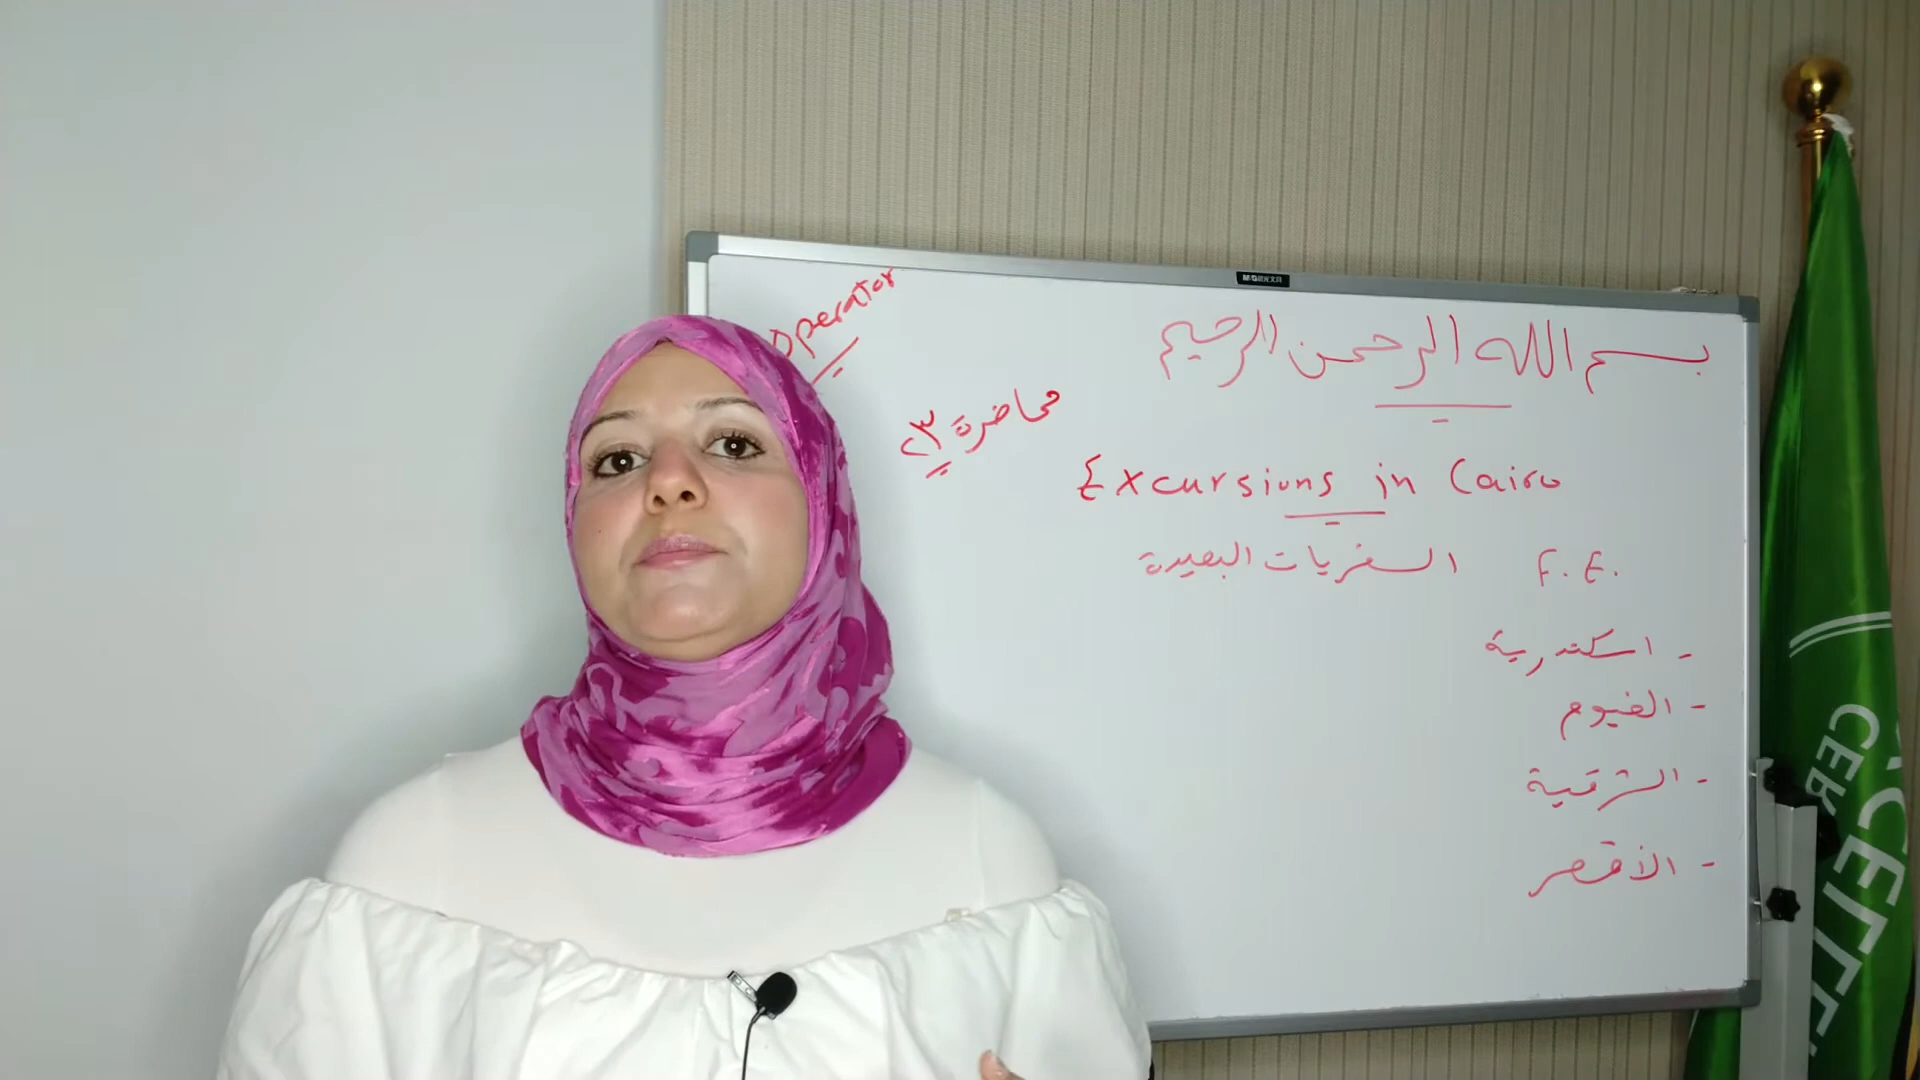 بسم الله الرحمن الرحيم
operator
محاضرة ٣
Excursions in Cairo
F.E. السفريات البعيدة
- اسكندرية
- الفيوم
- الشرقية
- الأقصر
M&G